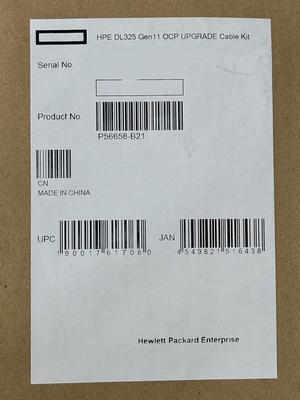 HPE DL325 Gen11 OCP UPGRADE Cable Kit
Serial No.
Product No.
P56658-B21
CN
MADE IN CHINA
UPC
190017617060
JAN
4549821516438
Hewlett Packard Enterprise